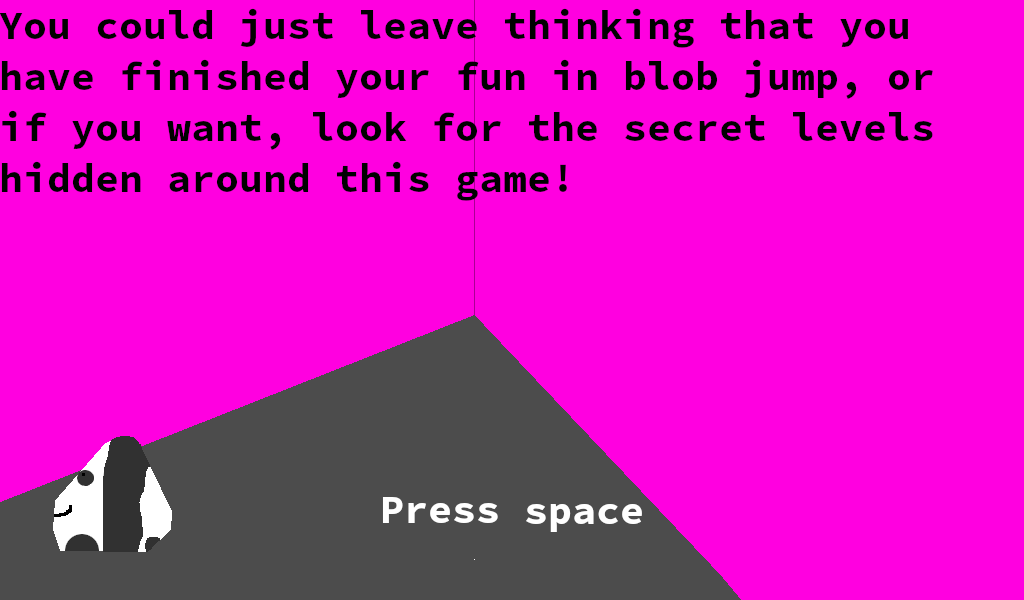 You could just leave thinking that you
have finished your fun in blob jump, or
if you want, look for the secret levels
hidden around this game!
Press space